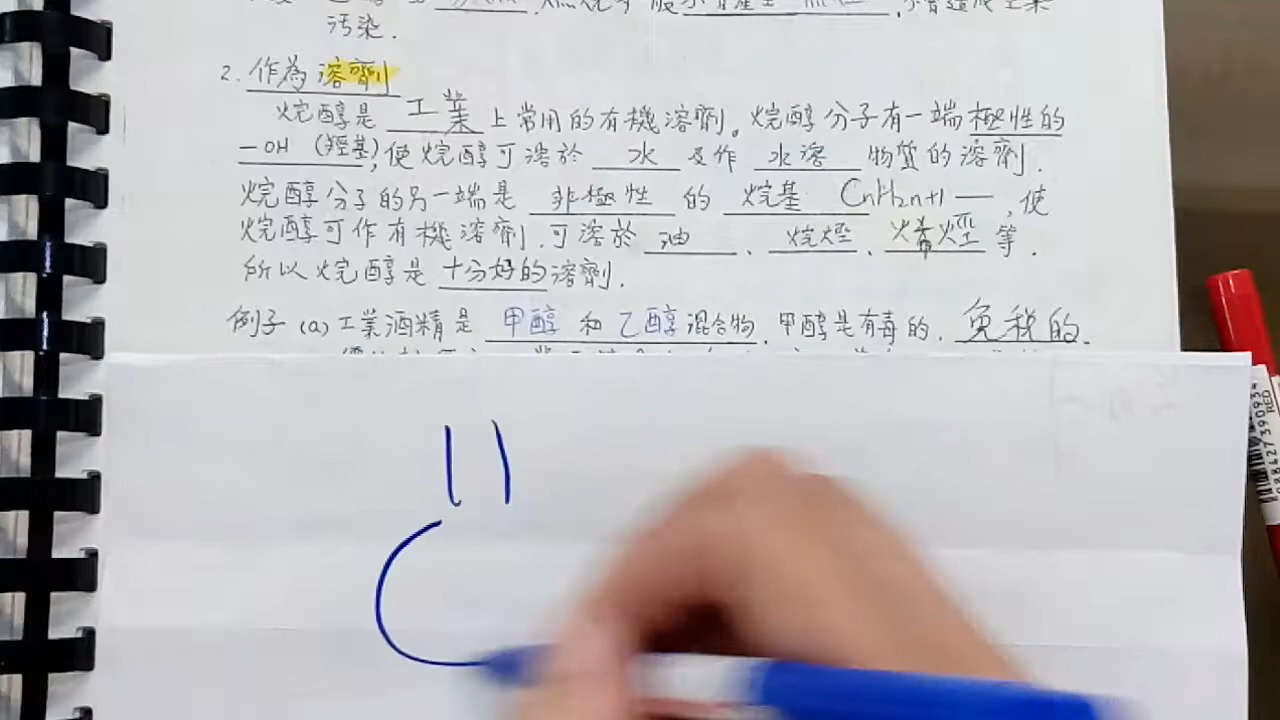 污染.
2. 作為溶劑
烷醇是 工業 上常用的有機溶劑。烷醇分子有一端極性的
-OH (羥基),使烷醇可溶於 水 及作 水溶 物質的溶劑.
烷醇分子的另一端是 非極性 的 烷基 CnH2n+1 —,使
烷醇可作有機溶劑.可溶於 油 、烷烴、烯烴 等.
所以烷醇是 十分好的溶劑.
例子 (a) 工業酒精是 甲醇 和 乙醇 混合物. 甲醇是有毒的. 免税的.
RED